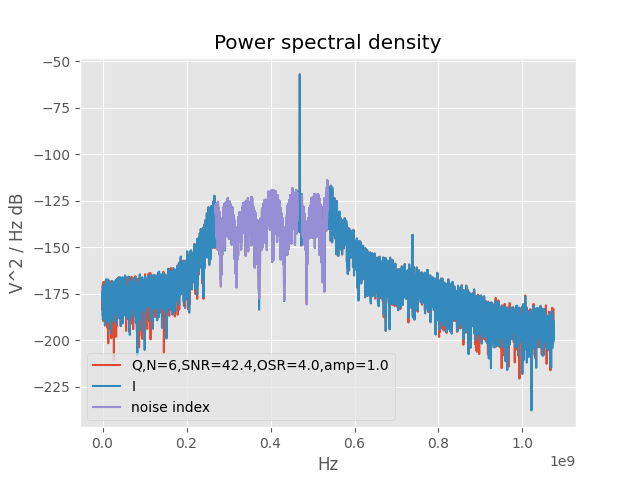 Power spectral density
V^2 / Hz dB
−50
−75
−100
−125
−150
−175
−200
−225
Q,N=6,SNR=42.4,OSR=4.0,amp=1.0
I
noise index
0.0 0.2 0.4 0.6 0.8 1.0
1e9
Hz